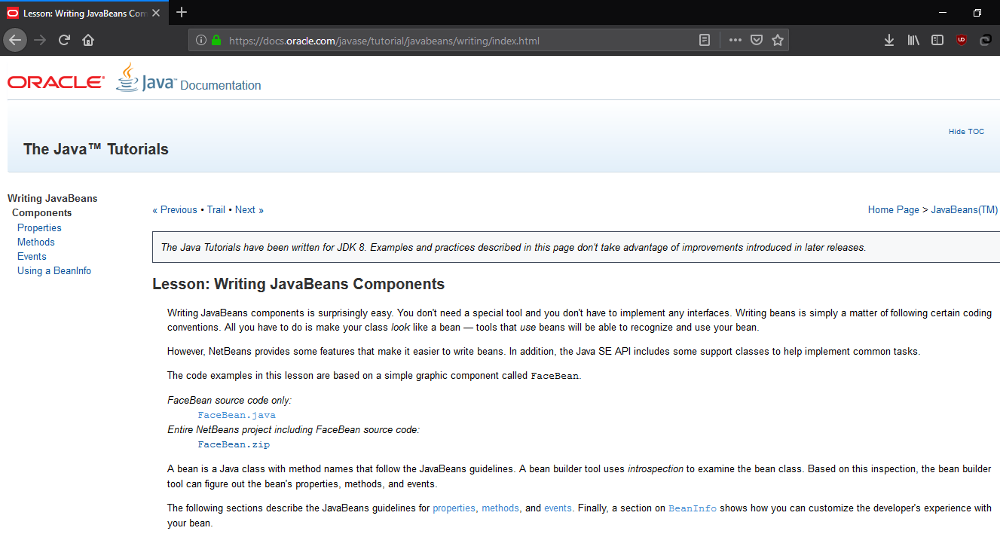 Lesson: Writing JavaBeans Com
https://docs.oracle.com/javase/tutorial/javabeans/writing/index.html
ORACLE Java™ Documentation
Hide TOC
The Java™ Tutorials
Writing JavaBeans
Components
Properties
Methods
Events
Using a BeanInfo
« Previous • Trail • Next »
Home Page > JavaBeans(TM)
The Java Tutorials have been written for JDK 8. Examples and practices described in this page don't take advantage of improvements introduced in later releases.
Lesson: Writing JavaBeans Components
Writing JavaBeans components is surprisingly easy. You don't need a special tool and you don't have to implement any interfaces. Writing beans is simply a matter of following certain coding
conventions. All you have to do is make your class look like a bean — tools that use beans will be able to recognize and use your bean.
However, NetBeans provides some features that make it easier to write beans. In addition, the Java SE API includes some support classes to help implement common tasks.
The code examples in this lesson are based on a simple graphic component called FaceBean.
FaceBean source code only:
FaceBean.java
Entire NetBeans project including FaceBean source code:
FaceBean.zip
A bean is a Java class with method names that follow the JavaBeans guidelines. A bean builder tool uses introspection to examine the bean class. Based on this inspection, the bean builder
tool can figure out the bean's properties, methods, and events.
The following sections describe the JavaBeans guidelines for properties, methods, and events. Finally, a section on BeanInfo shows how you can customize the developer's experience with
your bean.